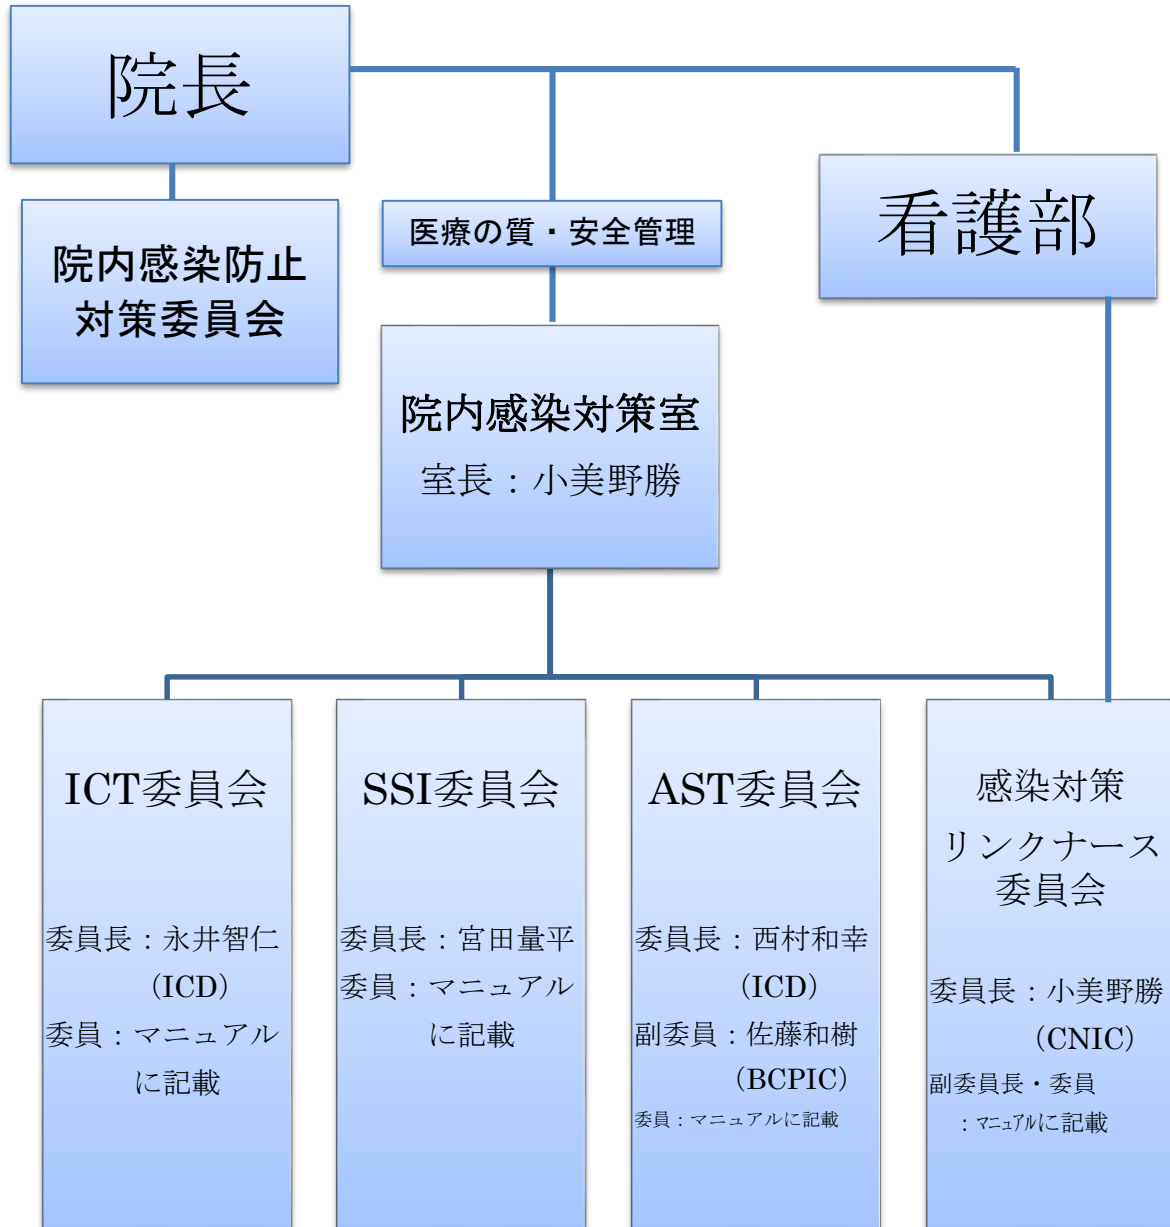 院長
看護部
医療の質・安全管理
院内感染防止
対策委員会
院内感染対策室
室長：小美野勝
ICT委員会
委員長：永井智仁
（ICD）
委員：マニュアル
に記載
SSI委員会
委員長：宮田量平
委員：マニュアル
に記載
AST委員会
委員長：西村和幸
（ICD）
副委員：佐藤和樹
（BCPIC）
委員：マニュアルに記載
感染対策
リンクナース
委員会
委員長：小美野勝
（CNIC）
副委員長・委員
：ﾏﾆｭｱﾙに記載